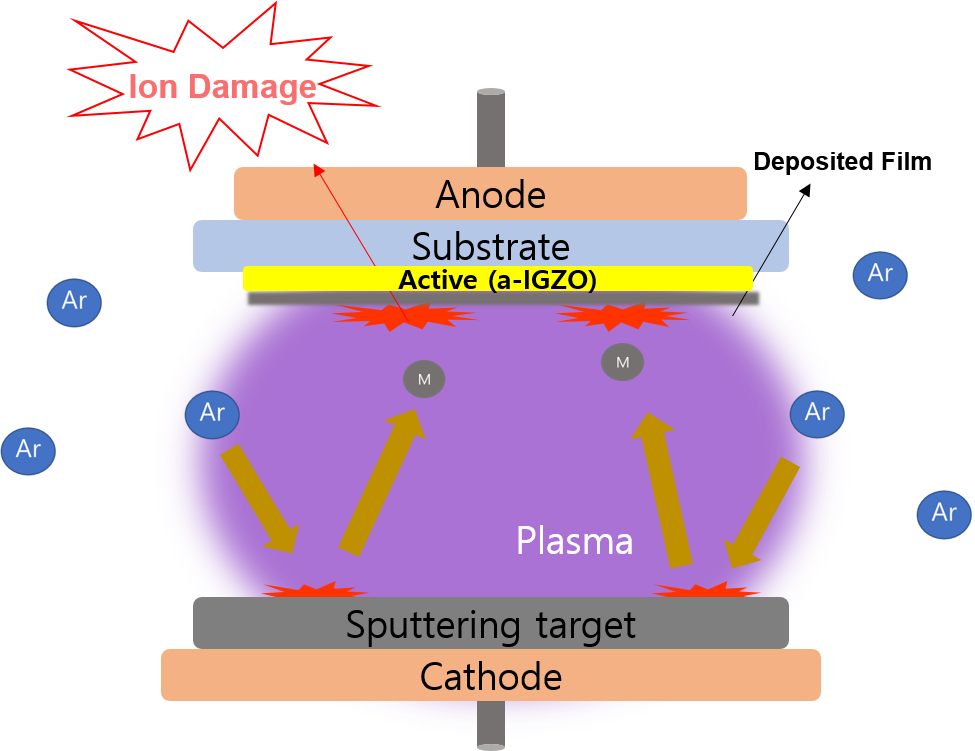 Ion Damage
Anode
Deposited Film
Substrate
Active (a-IGZO)
Ar
Ar
M
M
Ar
Ar
Ar
Ar
Plasma
Sputtering target
Cathode